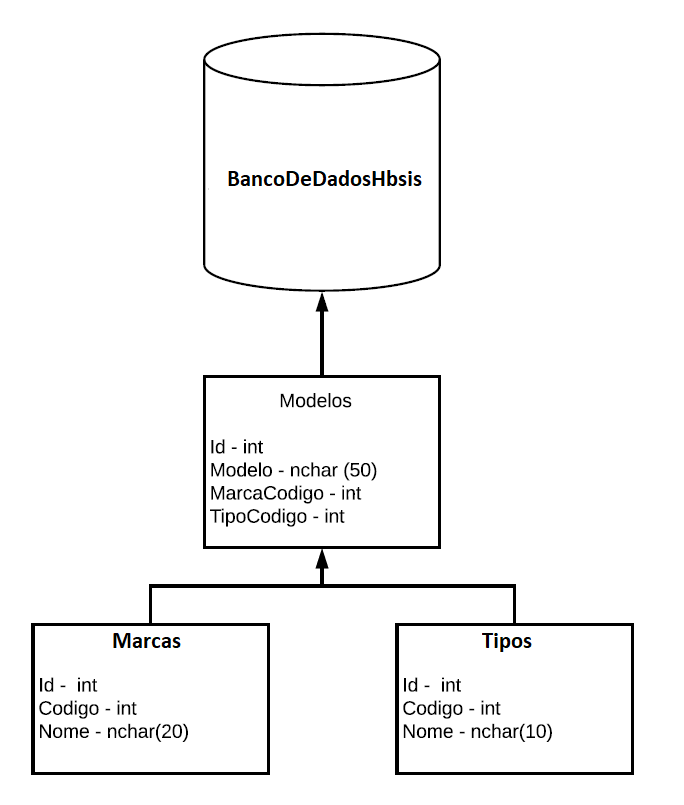 BancoDeDadosHbsis
Modelos
Id - int
Modelo - nchar (50)
MarcaCodigo - int
TipoCodigo - int
Marcas
Id -  int
Codigo - int
Nome - nchar(20)
Tipos
Id -  int
Codigo - int
Nome - nchar(10)